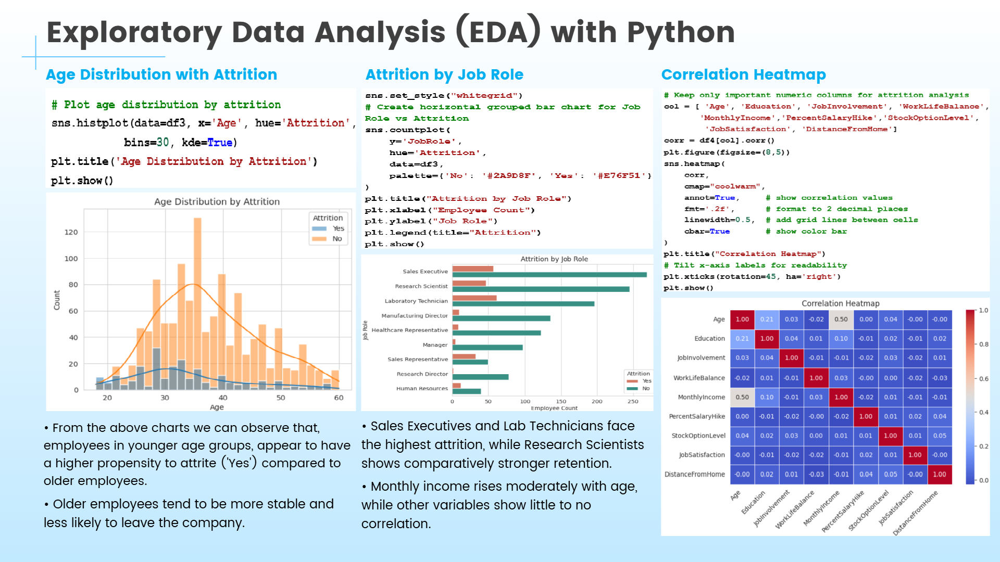 Exploratory Data Analysis (EDA) with Python
Age Distribution with Attrition
# Plot age distribution by attrition
sns.histplot(data=df3, x='Age', hue='Attrition',
bins=30, kde=True)
plt.title('Age Distribution by Attrition')
plt.show()
Age Distribution by Attrition
Attrition
Yes
No
Count
120
100
80
60
40
20
0
20 30 40 50 60
Age
• From the above charts we can observe that,
employees in younger age groups, appear to have
a higher propensity to attrite ('Yes') compared to
older employees.
• Older employees tend to be more stable and
less likely to leave the company.
Attrition by Job Role
sns.set_style("whitegrid")
# Create horizontal grouped bar chart for Job
Role vs Attrition
sns.countplot(
y='JobRole',
hue='Attrition',
data=df3,
palette={'No': '#2A9D8F', 'Yes': '#E76F51'}
)
plt.title("Attrition by Job Role")
plt.xlabel("Employee Count")
plt.ylabel("Job Role")
plt.legend(title="Attrition")
plt.show()
Attrition by Job Role
Job Role
Sales Executive
Research Scientist
Laboratory Technician
Manufacturing Director
Healthcare Representative
Manager
Sales Representative
Research Director
Human Resources
Attrition
Yes
No
0 50 100 150 200 250
Employee Count
• Sales Executives and Lab Technicians face
the highest attrition, while Research Scientists
shows comparatively stronger retention.
• Monthly income rises moderately with age,
while other variables show little to no
correlation.
Correlation Heatmap
# Keep only important numeric columns for attrition analysis
col = [ 'Age', 'Education', 'JobInvolvement', 'WorkLifeBalance',
'MonthlyIncome','PercentSalaryHike','StockOptionLevel',
'JobSatisfaction', 'DistanceFromHome']
corr = df4[col].corr()
plt.figure(figsize=(8,5))
sns.heatmap(
corr,
cmap="coolwarm",
annot=True, # show correlation values
fmt='.2f', # format to 2 decimal places
linewidth=0.5, # add grid lines between cells
cbar=True # show color bar
)
plt.title("Correlation Heatmap")
# Tilt x-axis labels for readability
plt.xticks(rotation=45, ha='right')
plt.show()
Correlation Heatmap
Age 1.00 0.21 0.03 -0.02 0.50 0.00 0.04 -0.00 -0.00
Education 0.21 1.00 0.04 0.01 0.10 -0.01 0.02 -0.01 0.02
JobInvolvement 0.03 0.04 1.00 -0.01 -0.01 -0.02 0.03 -0.02 0.01
WorkLifeBalance -0.02 0.01 -0.01 1.00 0.03 -0.00 0.00 -0.02 -0.03
MonthlyIncome 0.50 0.10 -0.01 0.03 1.00 -0.02 0.01 -0.01 -0.01
PercentSalaryHike 0.00 -0.01 -0.02 -0.00 -0.02 1.00 0.01 0.02 0.04
StockOptionLevel 0.04 0.02 0.03 0.00 0.01 0.01 1.00 0.01 0.05
JobSatisfaction -0.00 -0.01 -0.02 -0.02 -0.01 0.02 0.01 1.00 -0.00
DistanceFromHome -0.00 0.02 0.01 -0.03 -0.01 0.04 0.05 -0.00 1.00
Age Education JobInvolvement WorkLifeBalance MonthlyIncome PercentSalaryHike StockOptionLevel JobSatisfaction DistanceFromHome
1.0
0.8
0.6
0.4
0.2
0.0